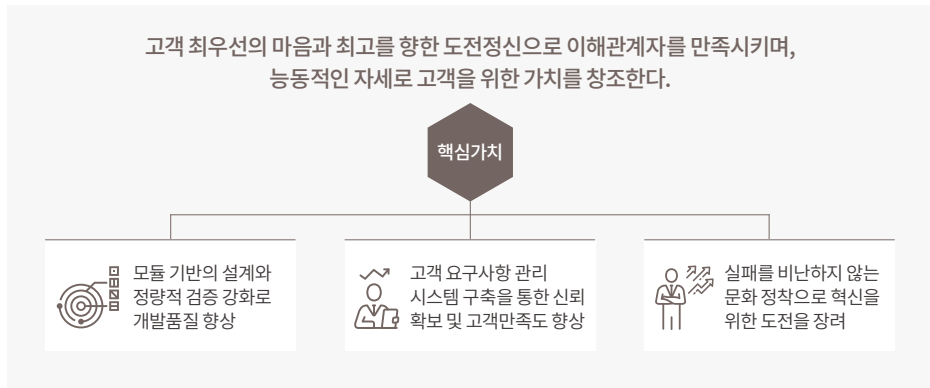 고객 최우선의 마음과 최고를 향한 도전정신으로 이해관계자를 만족시키며,
능동적인 자세로 고객을 위한 가치를 창조한다.
핵심가치
모듈 기반의 설계와
정량적 검증 강화로
개발품질 향상
고객 요구사항 관리
시스템 구축을 통한 신뢰
확보 및 고객만족도 향상
실패를 비난하지 않는
문화 정착으로 혁신을
위한 도전을 장려